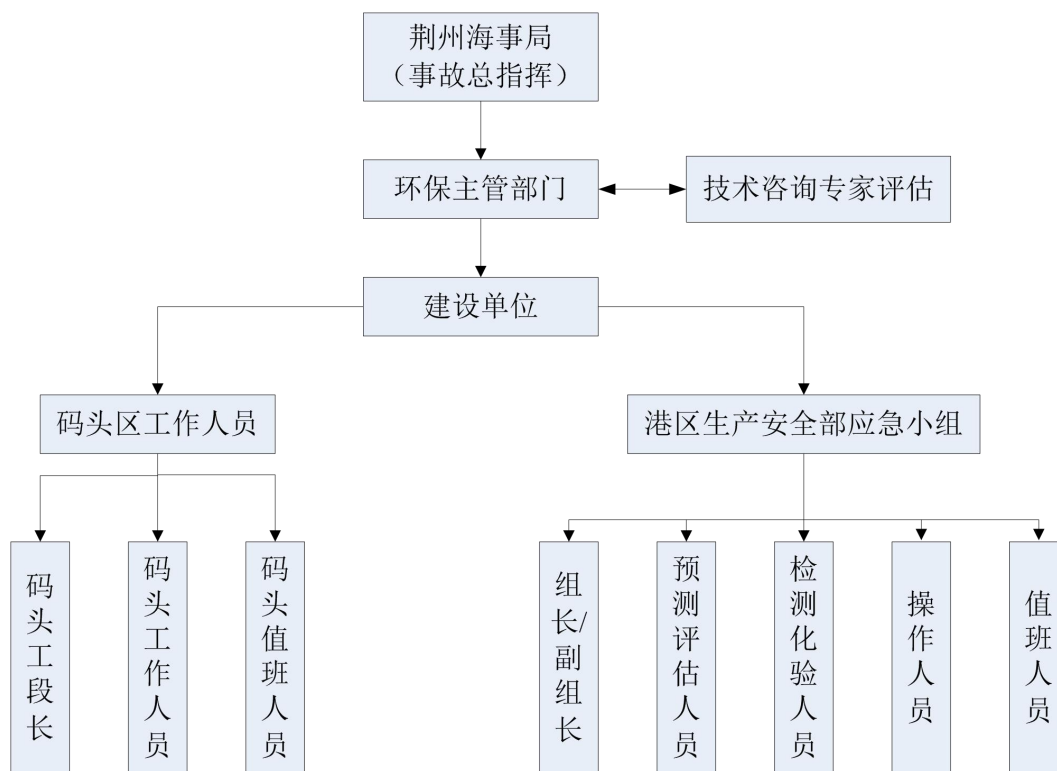 荆州海事局
（事故总指挥）
环保主管部门
技术咨询专家评估
建设单位
码头区工作人员
港区生产安全部应急小组
码头工段长
码头工作人员
码头值班人员
组长/副组长
预测评估人员
检测化验人员
操作人员
值班人员